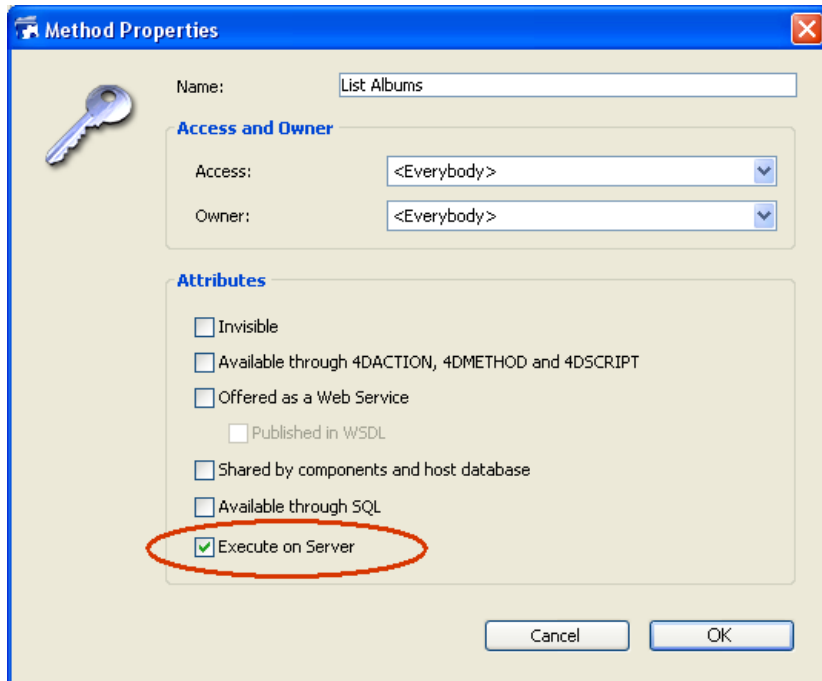 Method Properties
Name: List Albums
Access and Owner
Access: <Everybody>
Owner: <Everybody>
Attributes
Invisible
Available through 4DACTION, 4DMETHOD and 4DSCRIPT
Offered as a Web Service
Published in WSDL
Shared by components and host database
Available through SQL
Execute on Server
Cancel OK